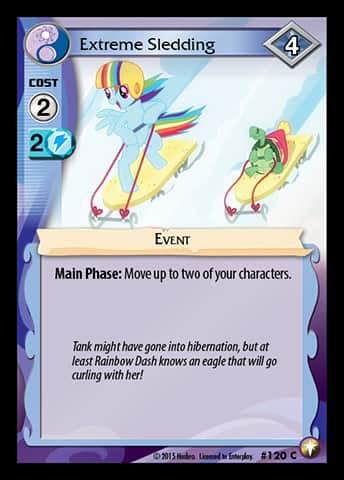 Extreme Sledding
4
COST
2
2
EVENT
Main Phase: Move up to two of your characters.
Tank might have gone into hibernation, but at
least Rainbow Dash knows an eagle that will go
curling with her!
© 2015 Hasbro. Licensed to Enterplay. #120 C